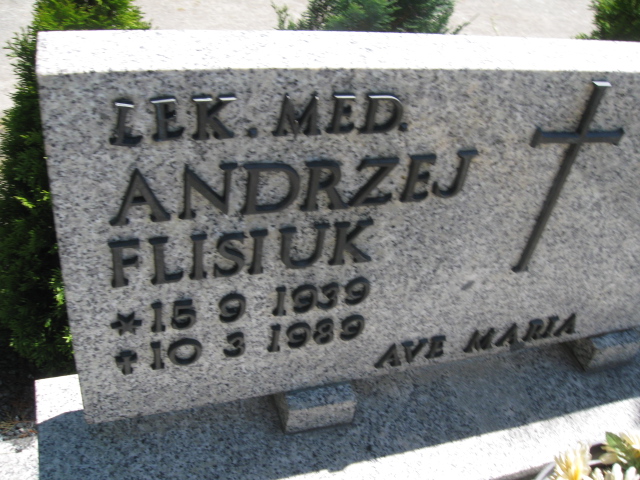 LEK. MED.
ANDRZEJ
FLISIUK
* 15 9 1939
✝ 10 3 1989
AVE MARIA